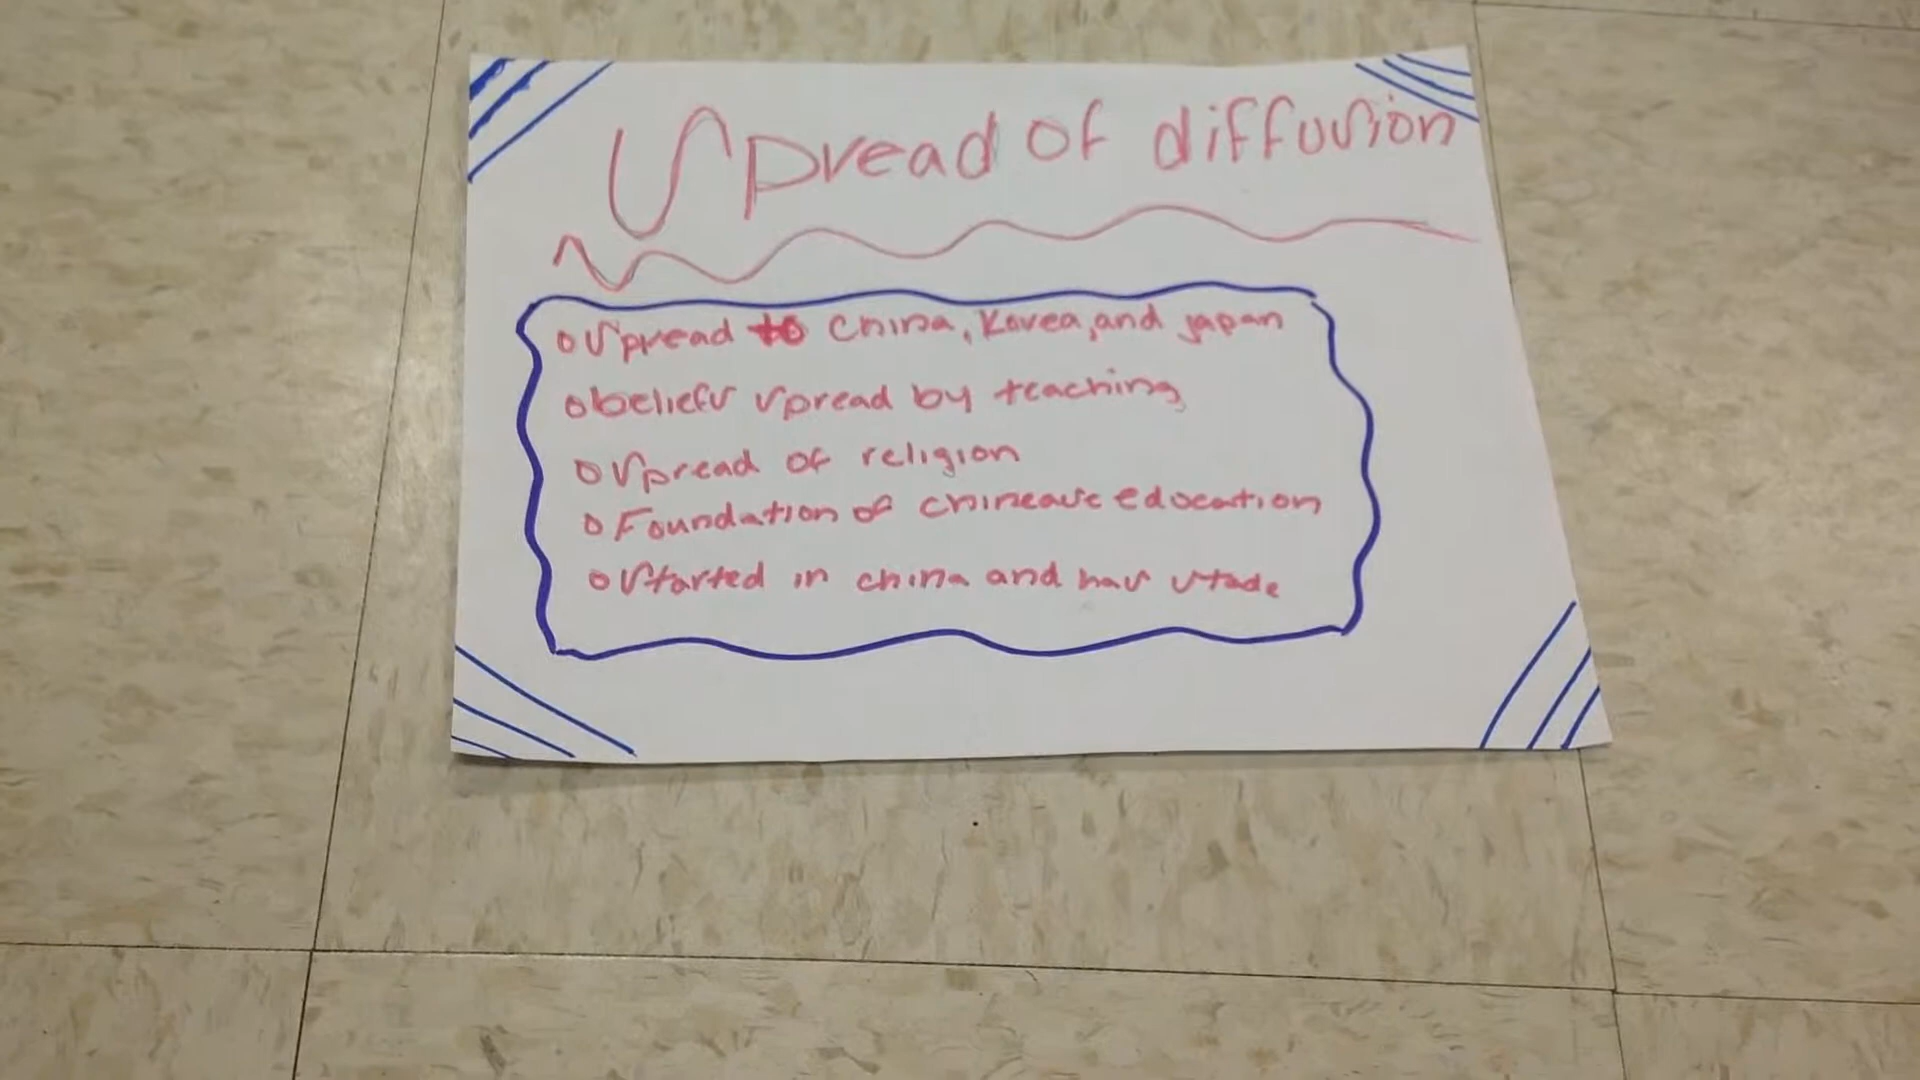 Spread of diffusion
Spread to China, Korea, and japan
beliefs spread by teaching
Spread of religion
Foundation of chinease education
Started in china and has stade